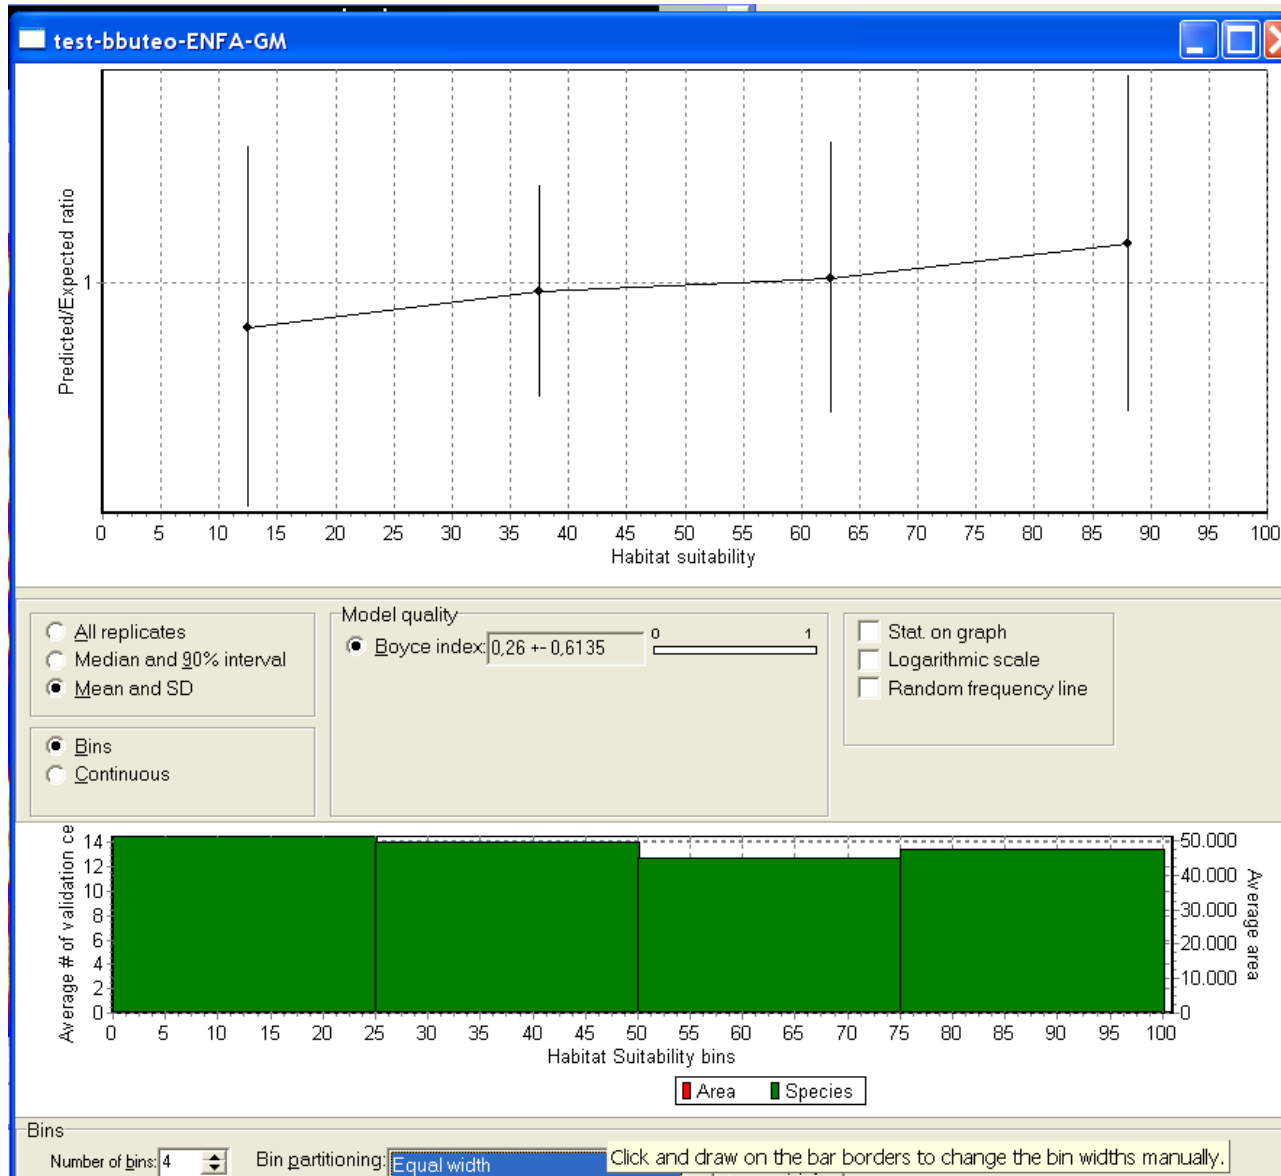 test-bbuteo-ENFA-GM
Predicted/Expected ratio
1
0 5 10 15 20 25 30 35 40 45 50 55 60 65 70 75 80 85 90 95 100
Habitat suitability
All replicates
Median and 90% interval
Mean and SD
Bins
Continuous
Model quality
Boyce index: 0,26 +- 0,6135
0 1
Stat. on graph
Logarithmic scale
Random frequency line
Average # of validation ce
14
12
10
8
6
4
2
0
50.000
40.000
30.000
20.000
10.000
0
Average area
0 5 10 15 20 25 30 35 40 45 50 55 60 65 70 75 80 85 90 95 100
Habitat Suitability bins
Area Species
Bins
Number of bins: 4 Bin partitioning: Equal width
Click and draw on the bar borders to change the bin widths manually.